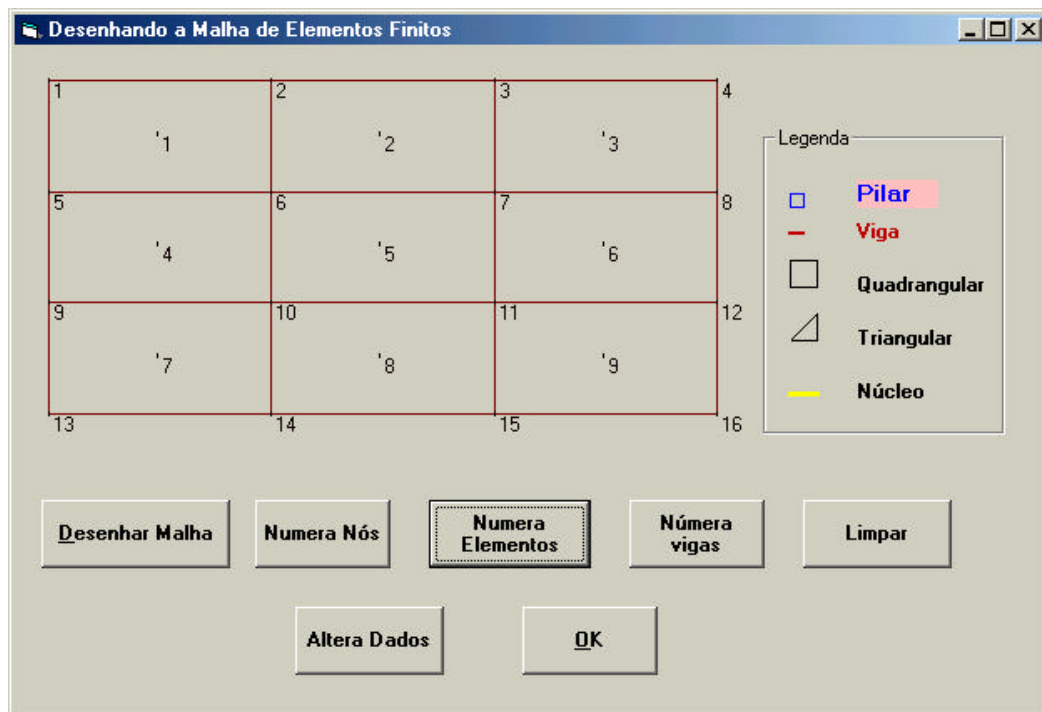 Desenhando a Malha de Elementos Finitos
1 2 3 4
'1 '2 '3
5 6 7 8
'4 '5 '6
9 10 11 12
'7 '8 '9
13 14 15 16
Legenda
Pilar
Viga
Quadrangular
Triangular
Núcleo
Desenhar Malha
Numera Nós
Numera
Elementos
Número
vigas
Limpar
Altera Dados
OK